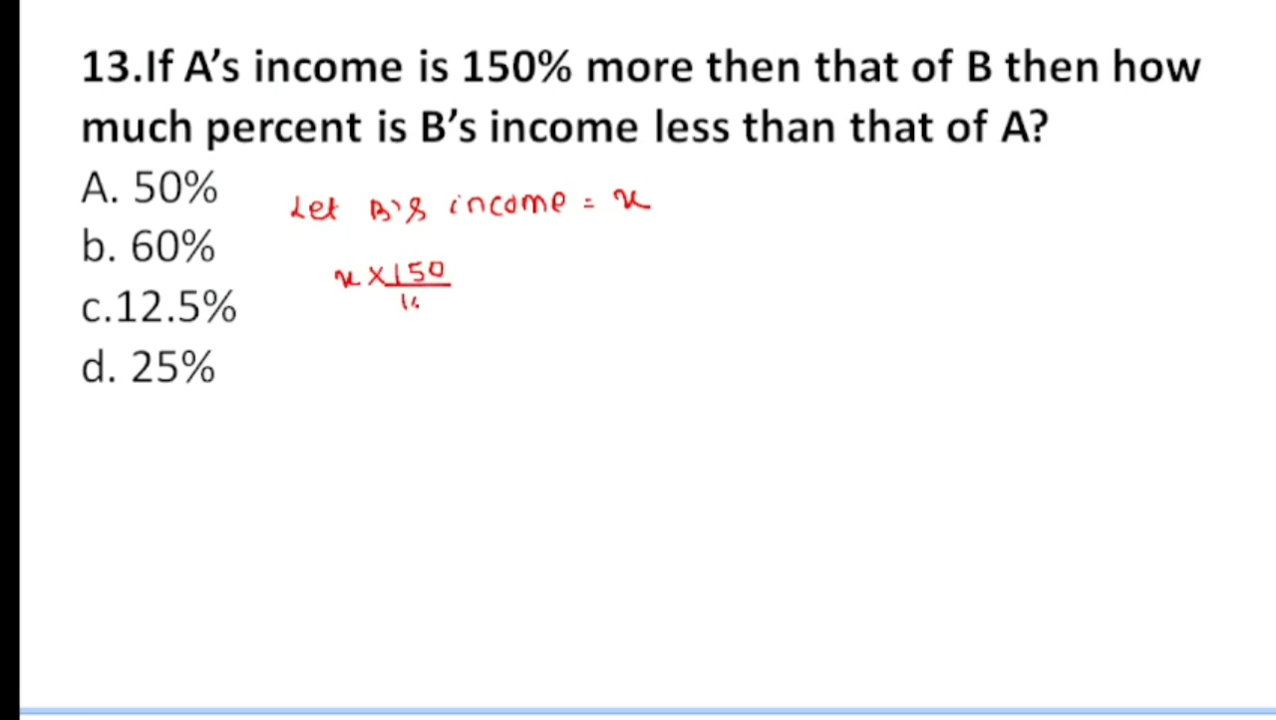 13.If A’s income is 150% more then that of B then how
much percent is B’s income less than that of A?
A. 50%
Let B's income = x
b. 60%
x × 150
1
c.12.5%
d. 25%